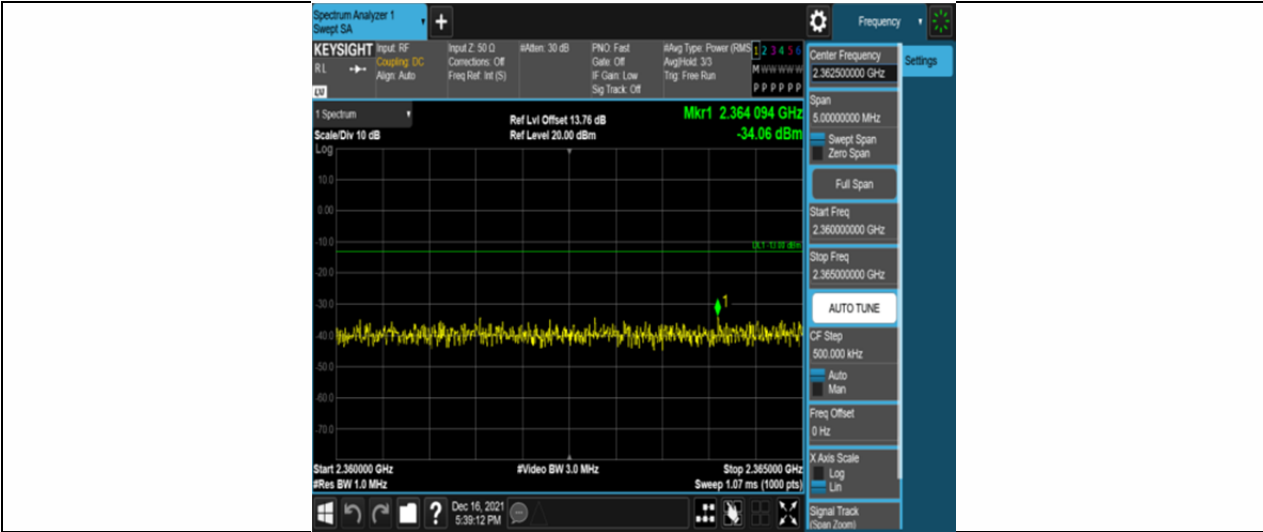 Spectrum Analyzer 1
Swept SA
+
Frequency
KEYSIGHT
RL
LV
Input: RF
Coupling: DC
Align: Auto
Input Z: 50 Ω
Corrections: Off
Freq Ref: Int (S)
#Atten: 30 dB
PNO: Fast
Gate: Off
IF Gain: Low
Sig Track: Off
#Avg Type: Power (RMS
Avg|Hold: 3/3
Trig: Free Run
1 2 3 4 5 6
M W W W W W
P P P P P P
1 Spectrum
Scale/Div 10 dB
Ref Lvl Offset 13.76 dB
Ref Level 20.00 dBm
Mkr1 2.364 094 GHz
-34.06 dBm
Log
10.0
0.00
-10.0
-20.0
-30.0
-40.0
-50.0
-60.0
-70.0
DL1 -13.00 dBm
1
Start 2.360000 GHz
#Res BW 1.0 MHz
#Video BW 3.0 MHz
Stop 2.365000 GHz
Sweep 1.07 ms (1000 pts)
Dec 16, 2021
5:39:12 PM
?
Center Frequency
2.362500000 GHz
Settings
Span
5.00000000 MHz
Swept Span
Zero Span
Full Span
Start Freq
2.360000000 GHz
Stop Freq
2.365000000 GHz
AUTO TUNE
CF Step
500.000 kHz
Auto
Man
Freq Offset
0 Hz
X Axis Scale
Log
Lin
Signal Track
(Span Zoom)